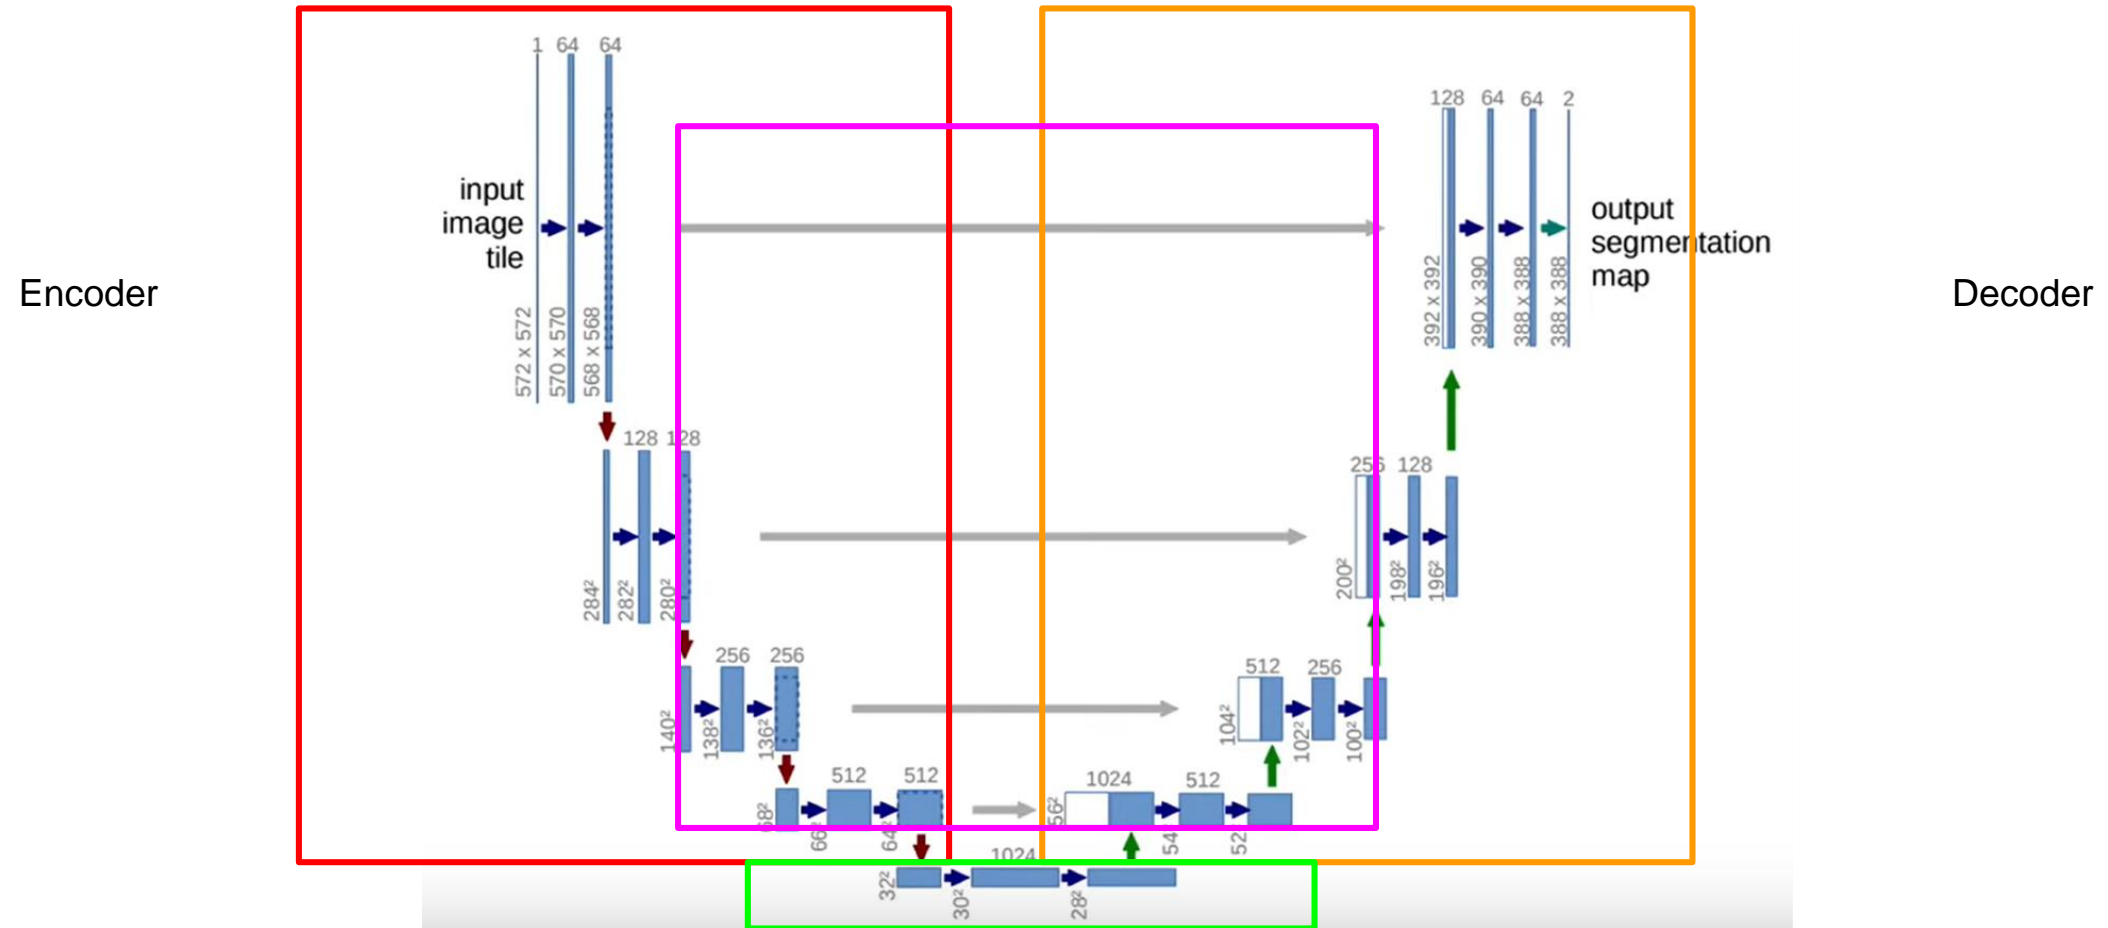 Encoder
input
image
tile
1 64 64
572 x 572
570 x 570
568 x 568
128 128
284²
282²
280²
256 256
140²
138²
136²
512 512
68²
66²
64²
1024
32²
30²
28²
1024 512
56²
54
52
512 256
104²
102²
100²
256 128
200²
198²
196²
128 64 64 2
392 x 392
390 x 390
388 x 388
388 x 388
output
segmentation
map
Decoder